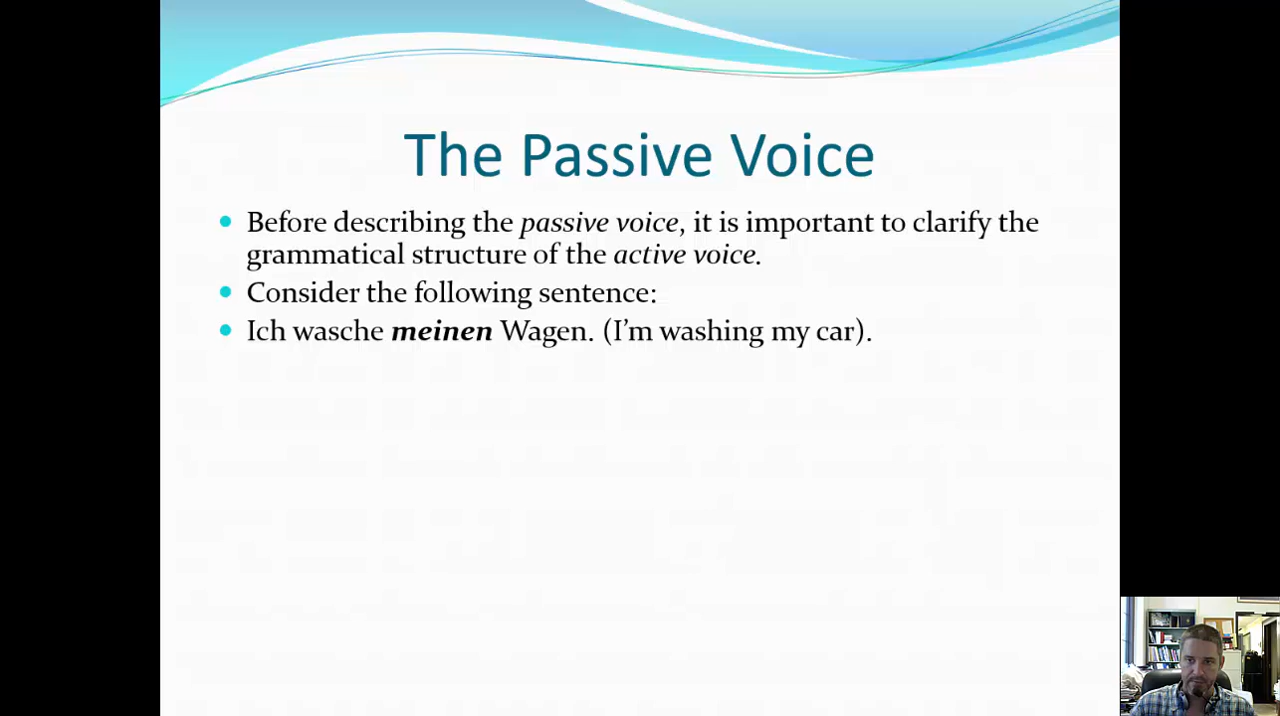 The Passive Voice
Before describing the passive voice, it is important to clarify the
grammatical structure of the active voice.
Consider the following sentence:
Ich wasche meinen Wagen. (I'm washing my car).